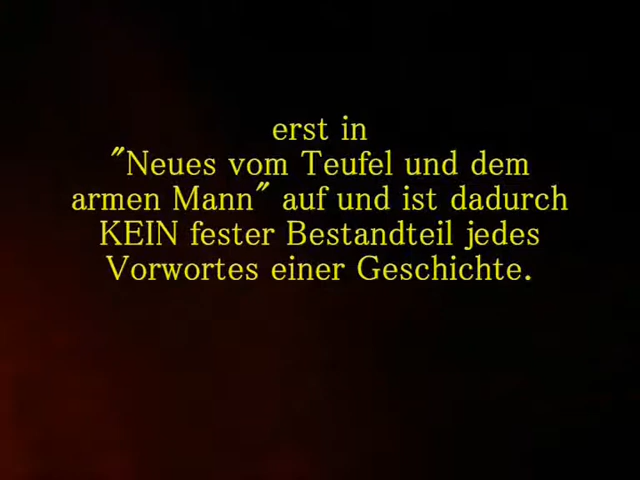 erst in
"Neues vom Teufel und dem
armen Mann" auf und ist dadurch
KEIN fester Bestandteil jedes
Vorwortes einer Geschichte.